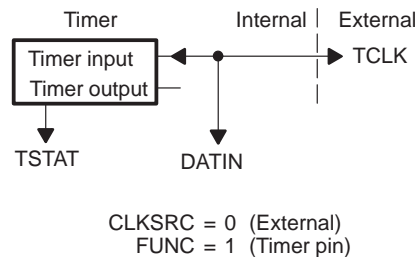 Timer Internal External
Timer input TCLK
Timer output
TSTAT DATIN
CLKSRC = 0 (External)
FUNC = 1 (Timer pin)